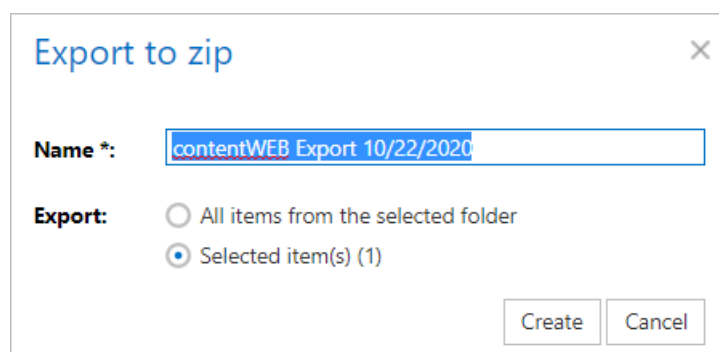 Export to zip
Name *: contentWEB Export 10/22/2020
Export: All items from the selected folder
Selected item(s) (1)
Create Cancel